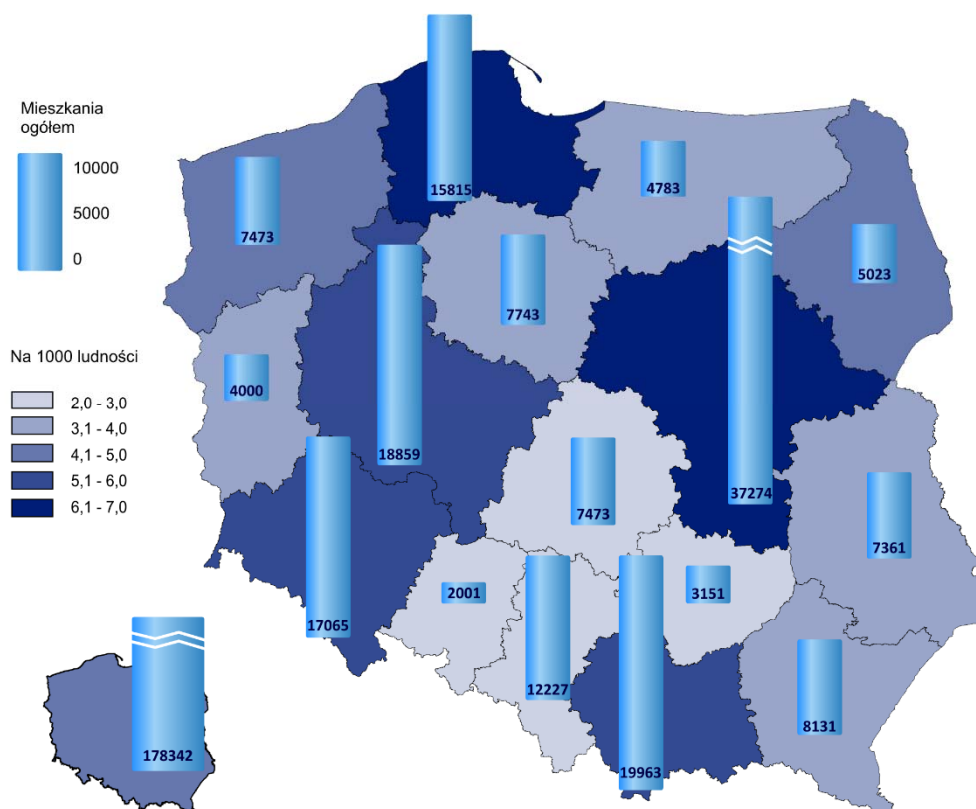 Mieszkania
ogółem
10000
5000
0
Na 1000 ludności
2,0 - 3,0
3,1 - 4,0
4,1 - 5,0
5,1 - 6,0
6,1 - 7,0
15815
4783
7473
5023
7743
4000
18859
37274
7473
7361
2001
3151
17065
12227
8131
178342
19963